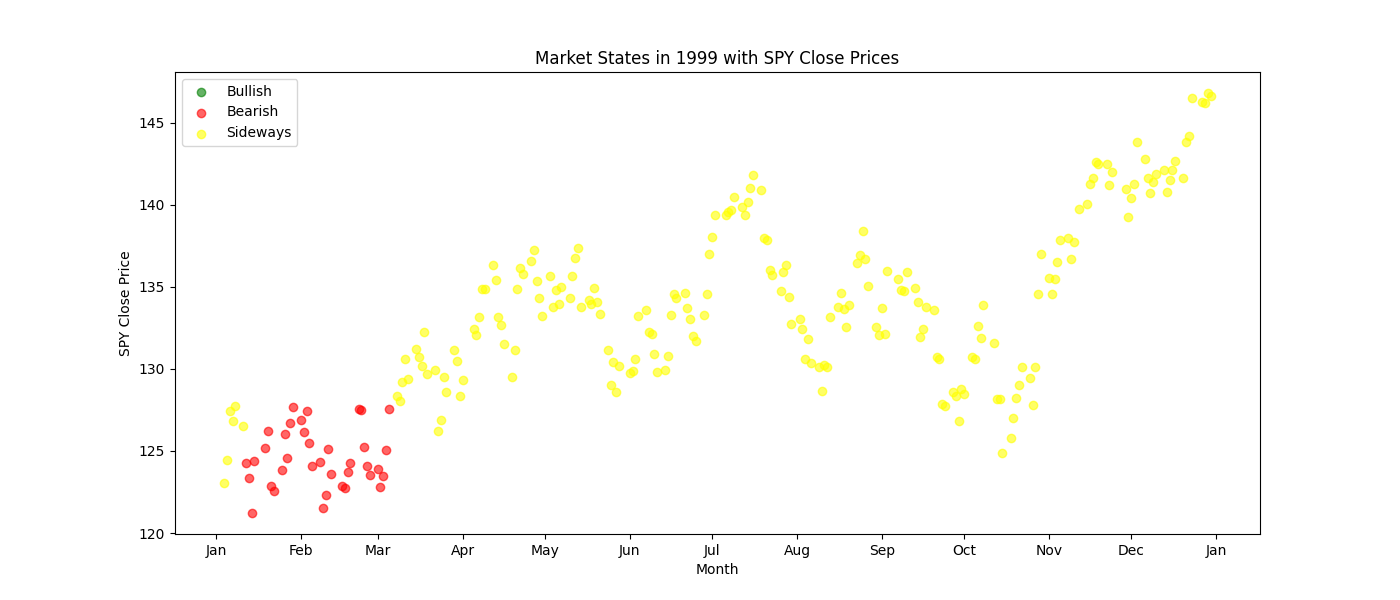 Market States in 1999 with SPY Close Prices
Bullish
Bearish
Sideways
SPY Close Price
145
140
135
130
125
120
Jan Feb Mar Apr May Jun Jul Aug Sep Oct Nov Dec Jan
Month